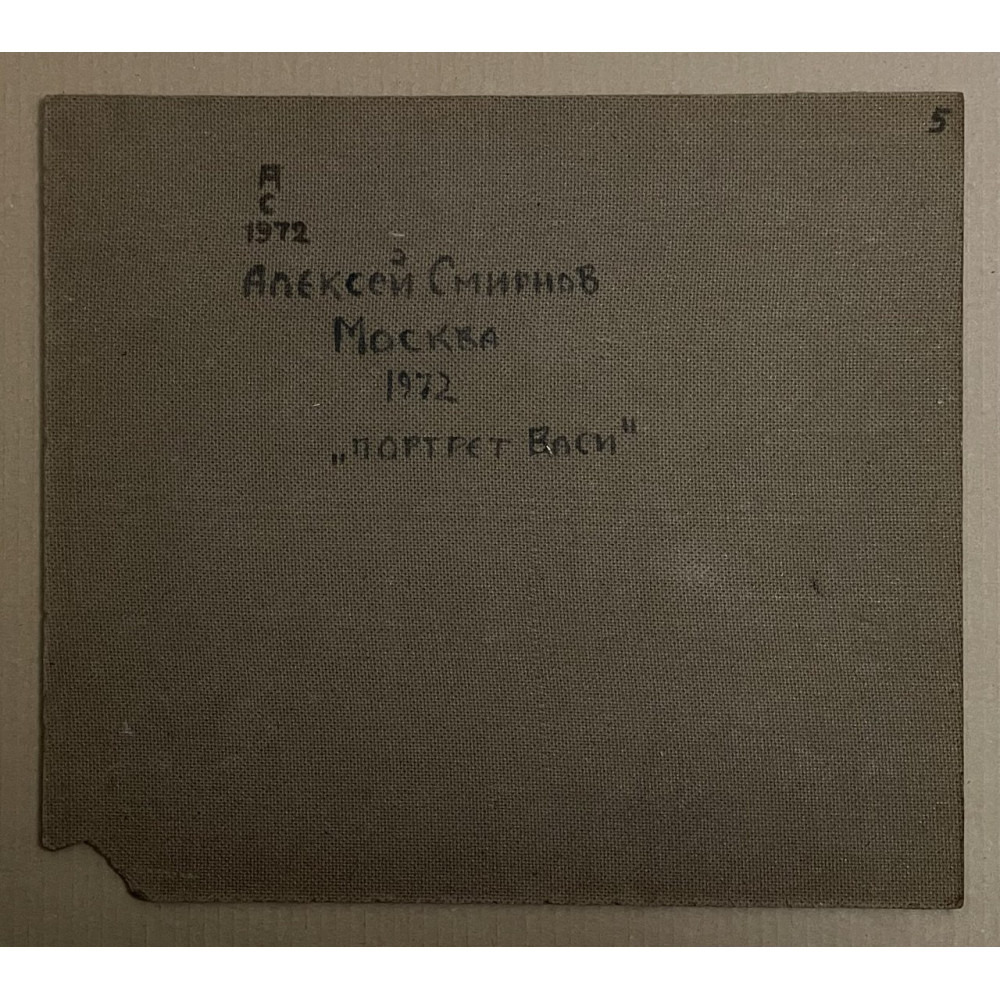 5
А
С
1972
Алексей Смирнов
Москва
1972
„портрет Васи"